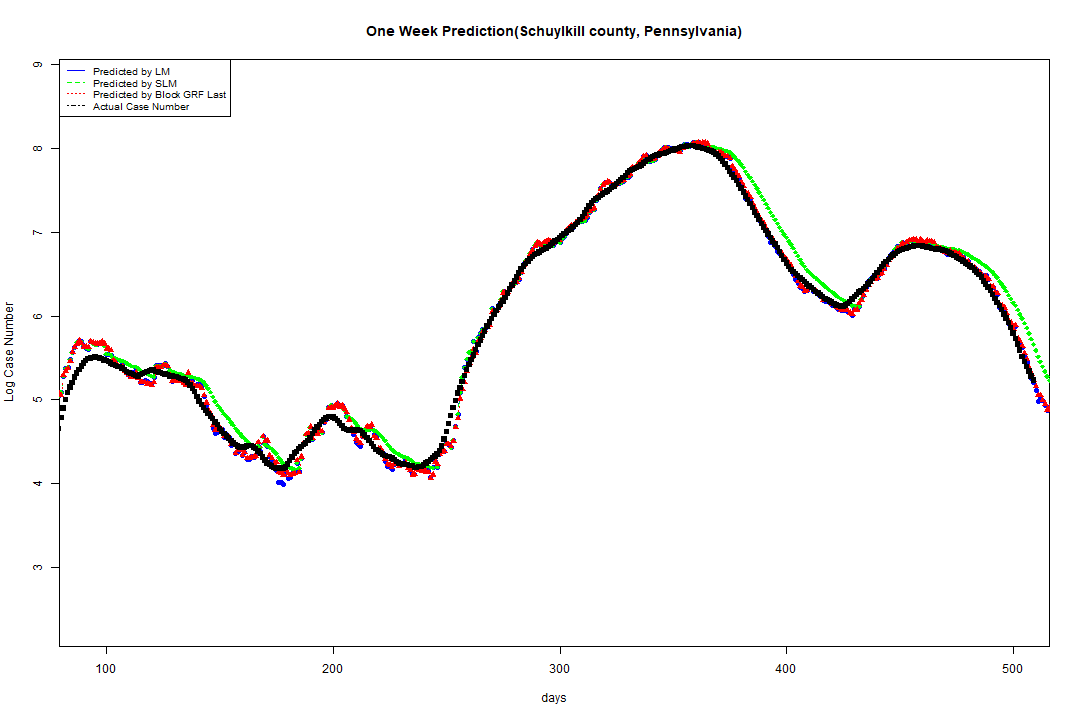 One Week Prediction(Schuylkill county, Pennsylvania)
Predicted by LM
Predicted by SLM
Predicted by Block GRF Last
Actual Case Number
Log Case Number
9
8
7
6
5
4
3
100 200 300 400 500
days